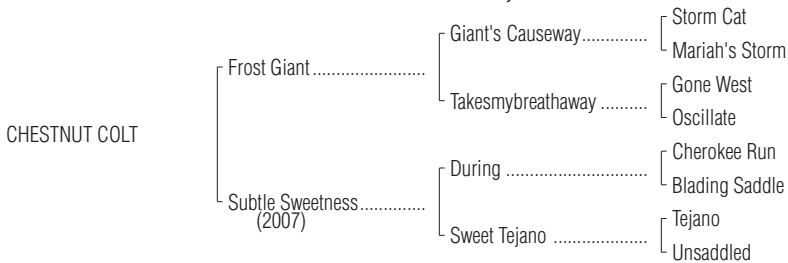 Storm Cat
Giant's Causeway..............
Mariah's Storm
Frost Giant........................
Gone West
Takesmybreathaway ..........
Oscillate
CHESTNUT COLT
Cherokee Run
During ..............................
Blading Saddle
Subtle Sweetness..............
(2007)
Tejano
Sweet Tejano ....................
Unsaddled